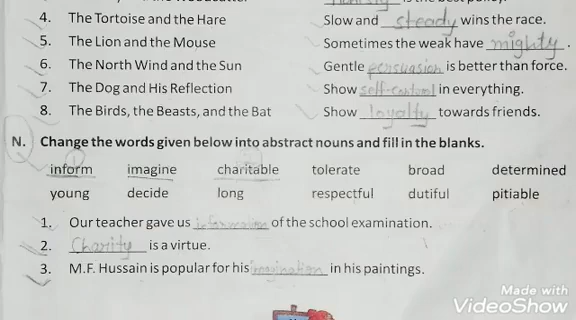 is the best policy.
4. The Tortoise and the Hare Slow and steady wins the race.
5. The Lion and the Mouse Sometimes the weak have mighty.
6. The North Wind and the Sun Gentle persuasion is better than force.
7. The Dog and His Reflection Show self-control in everything.
8. The Birds, the Beasts, and the Bat Show loyalty towards friends.
N. Change the words given below into abstract nouns and fill in the blanks.
inform imagine charitable tolerate broad determined
young decide long respectful dutiful pitiable
1. Our teacher gave us information of the school examination.
2. Charity is a virtue.
3. M.F. Hussain is popular for his imagination in his paintings.
Made with
VideoShow